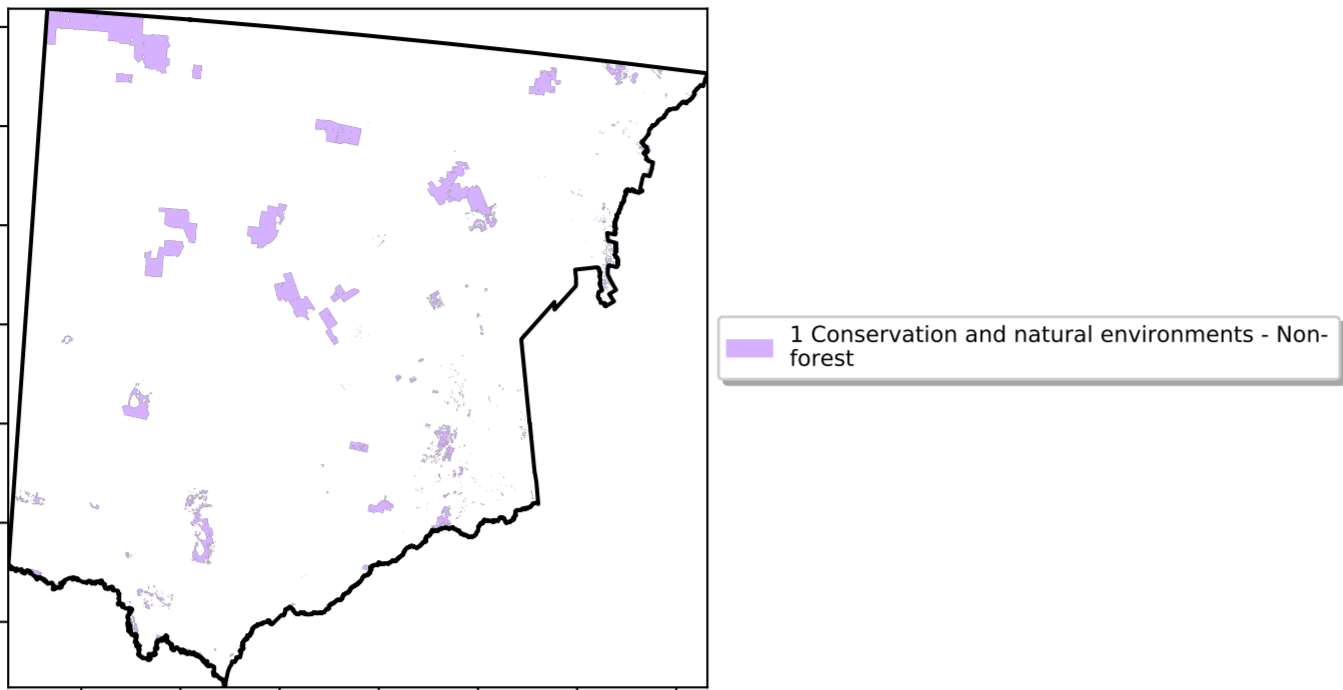 1 Conservation and natural environments - Non-
forest